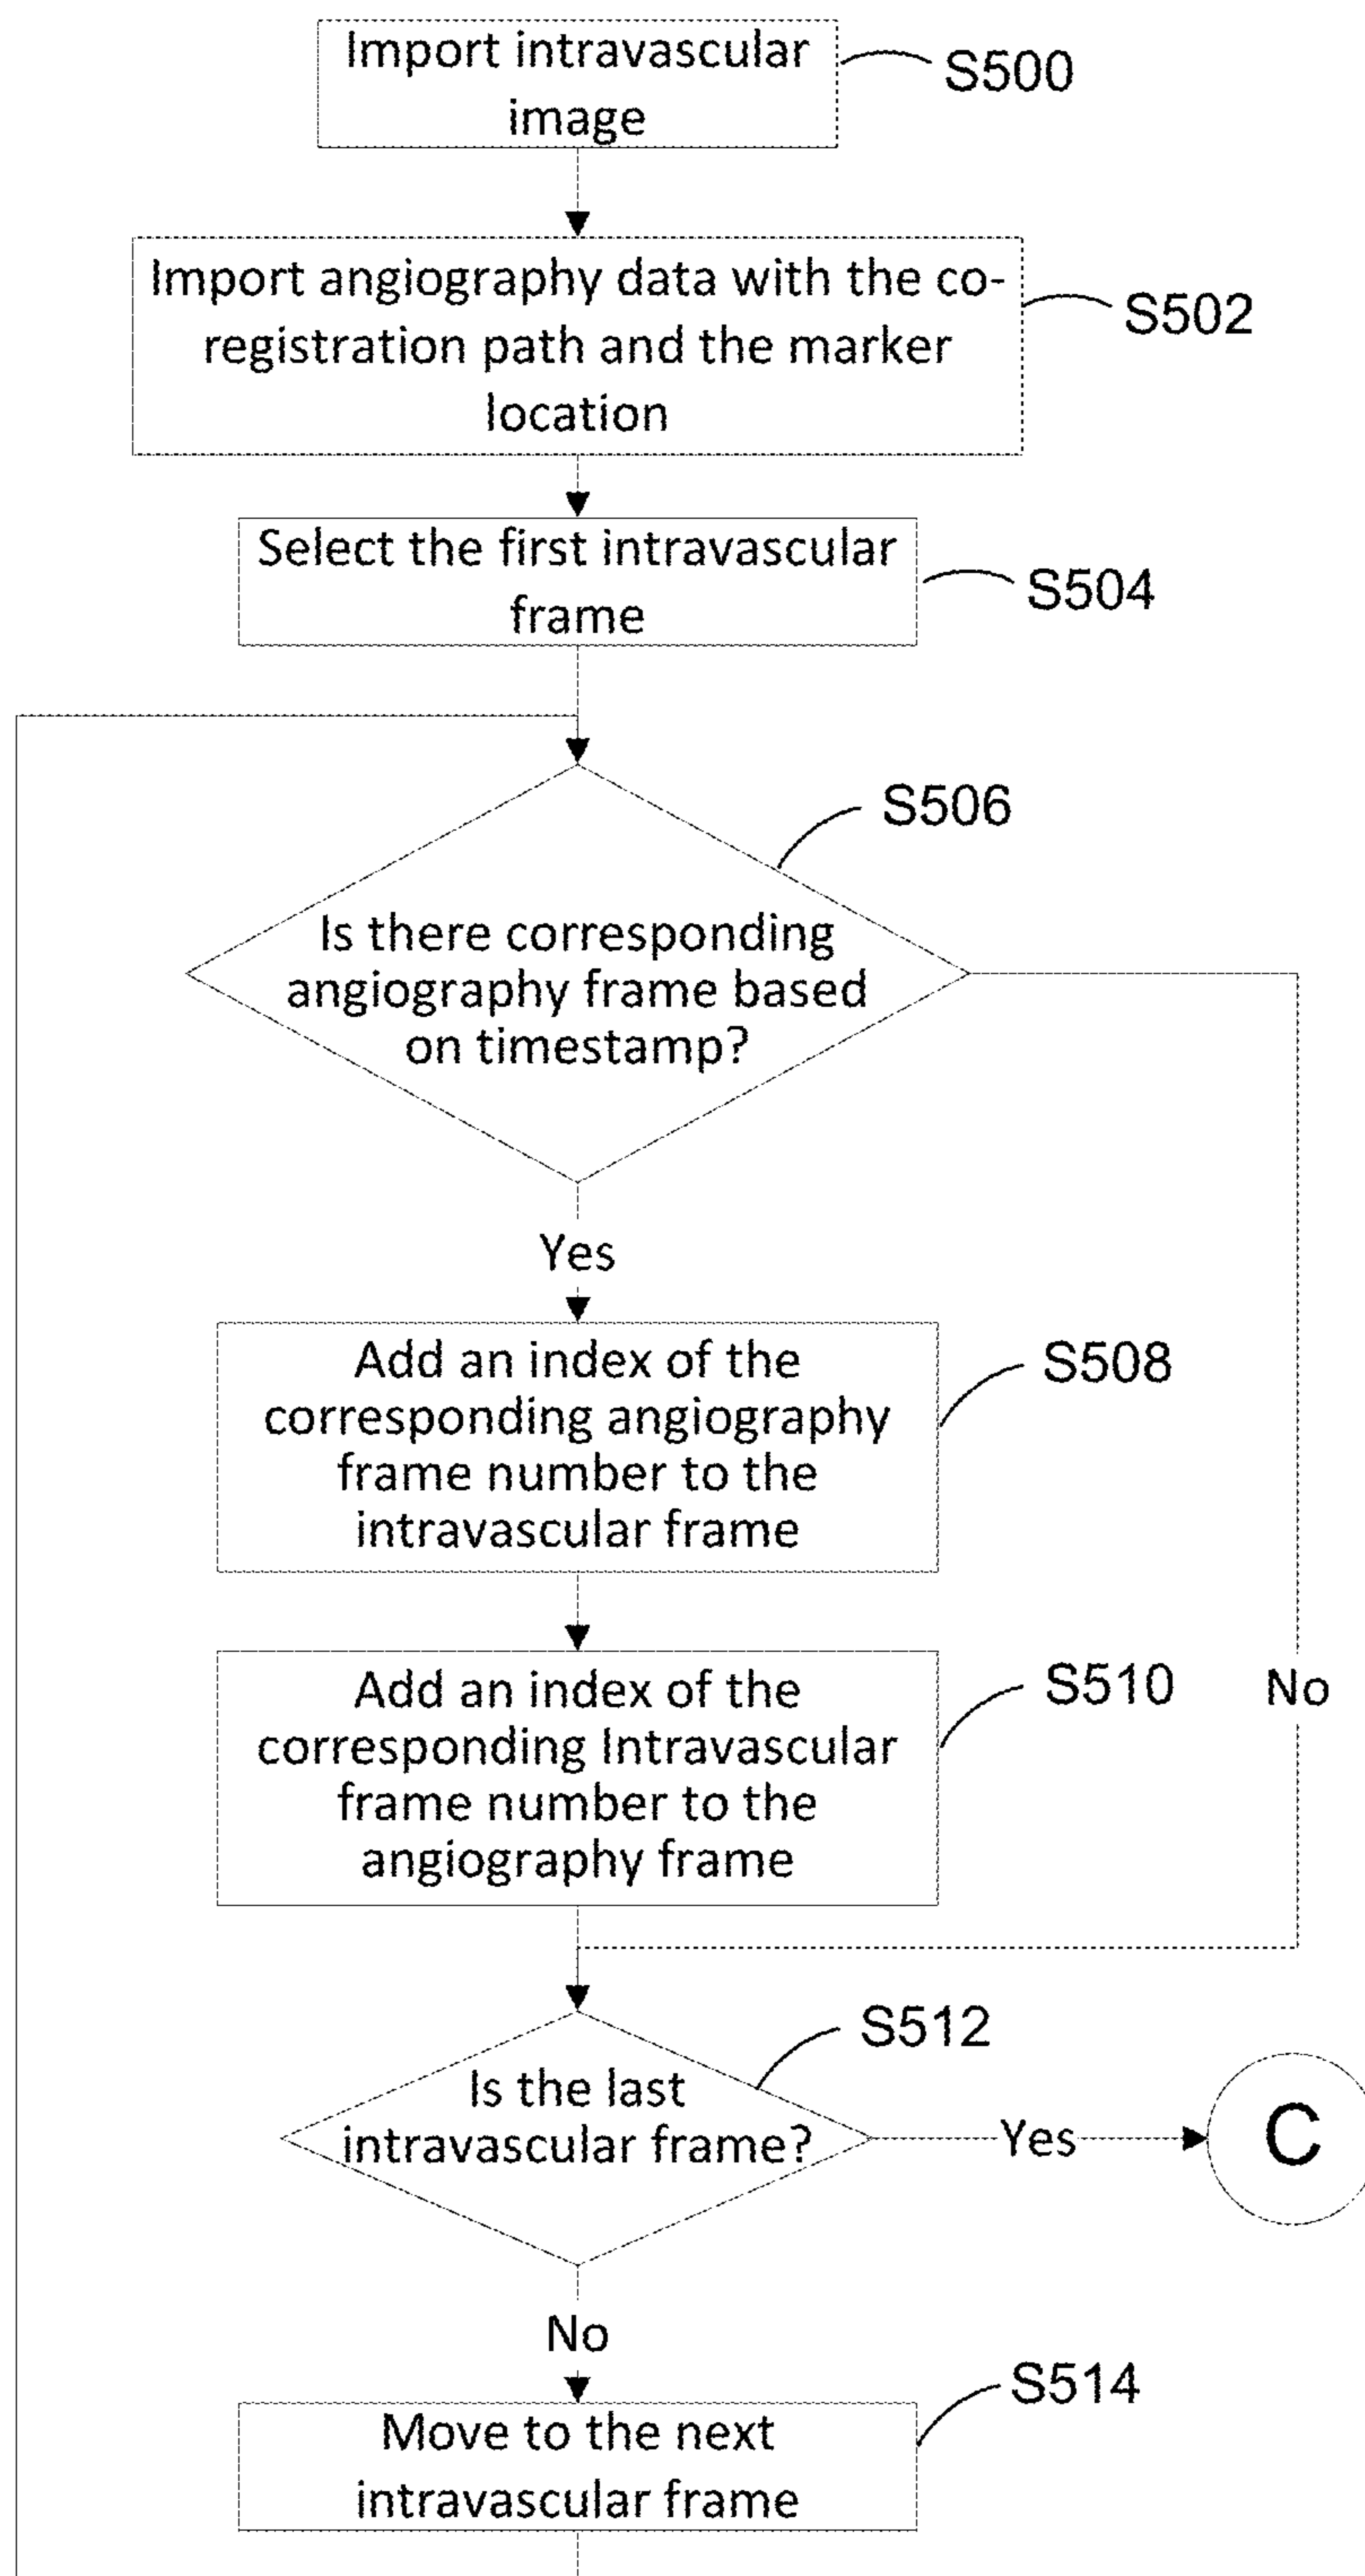 Import intravascular
image
S500
Import angiography data with the co-
registration path and the marker
location
S502
Select the first intravascular
frame
S504
S506
Is there corresponding
angiography frame based
on timestamp?
Yes
Add an index of the
corresponding angiography
frame number to the
intravascular frame
S508
Add an index of the
corresponding Intravascular
frame number to the
angiography frame
S510
No
S512
Is the last
intravascular frame?
Yes
C
No
S514
Move to the next
intravascular frame